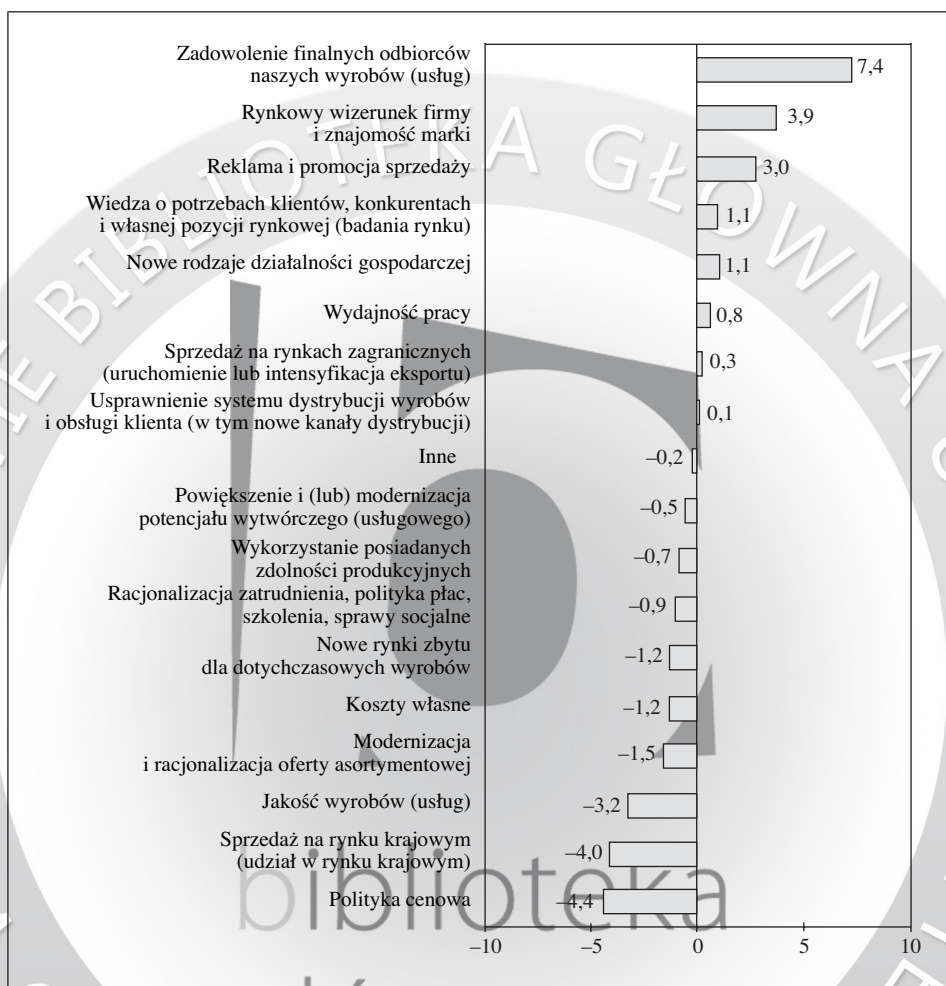 Zadowolenie finalnych odbiorców
naszych wyrobów (usług)
7,4
Rynkowy wizerunek firmy
i znajomość marki
3,9
Reklama i promocja sprzedaży
3,0
Wiedza o potrzebach klientów, konkurentach
i własnej pozycji rynkowej (badania rynku)
1,1
Nowe rodzaje działalności gospodarczej
1,1
Wydajność pracy
0,8
Sprzedaż na rynkach zagranicznych
(uruchomienie lub intensyfikacja eksportu)
0,3
Usprawnienie systemu dystrybucji wyrobów
i obsługi klienta (w tym nowe kanały dystrybucji)
0,1
Inne
–0,2
Powiększenie i (lub) modernizacja
potencjału wytwórczego (usługowego)
–0,5
Wykorzystanie posiadanych
zdolności produkcyjnych
–0,7
Racjonalizacja zatrudnienia, polityka płac,
szkolenia, sprawy socjalne
–0,9
Nowe rynki zbytu
dla dotychczasowych wyrobów
–1,2
Koszty własne
–1,2
Modernizacja
i racjonalizacja oferty asortymentowej
–1,5
Jakość wyrobów (usług)
–3,2
Sprzedaż na rynku krajowym
(udział w rynku krajowym)
–4,0
Polityka cenowa
–4,4
–10 –5 0 5 10
BIBLIOTEKA GŁÓWNA
biblioteka